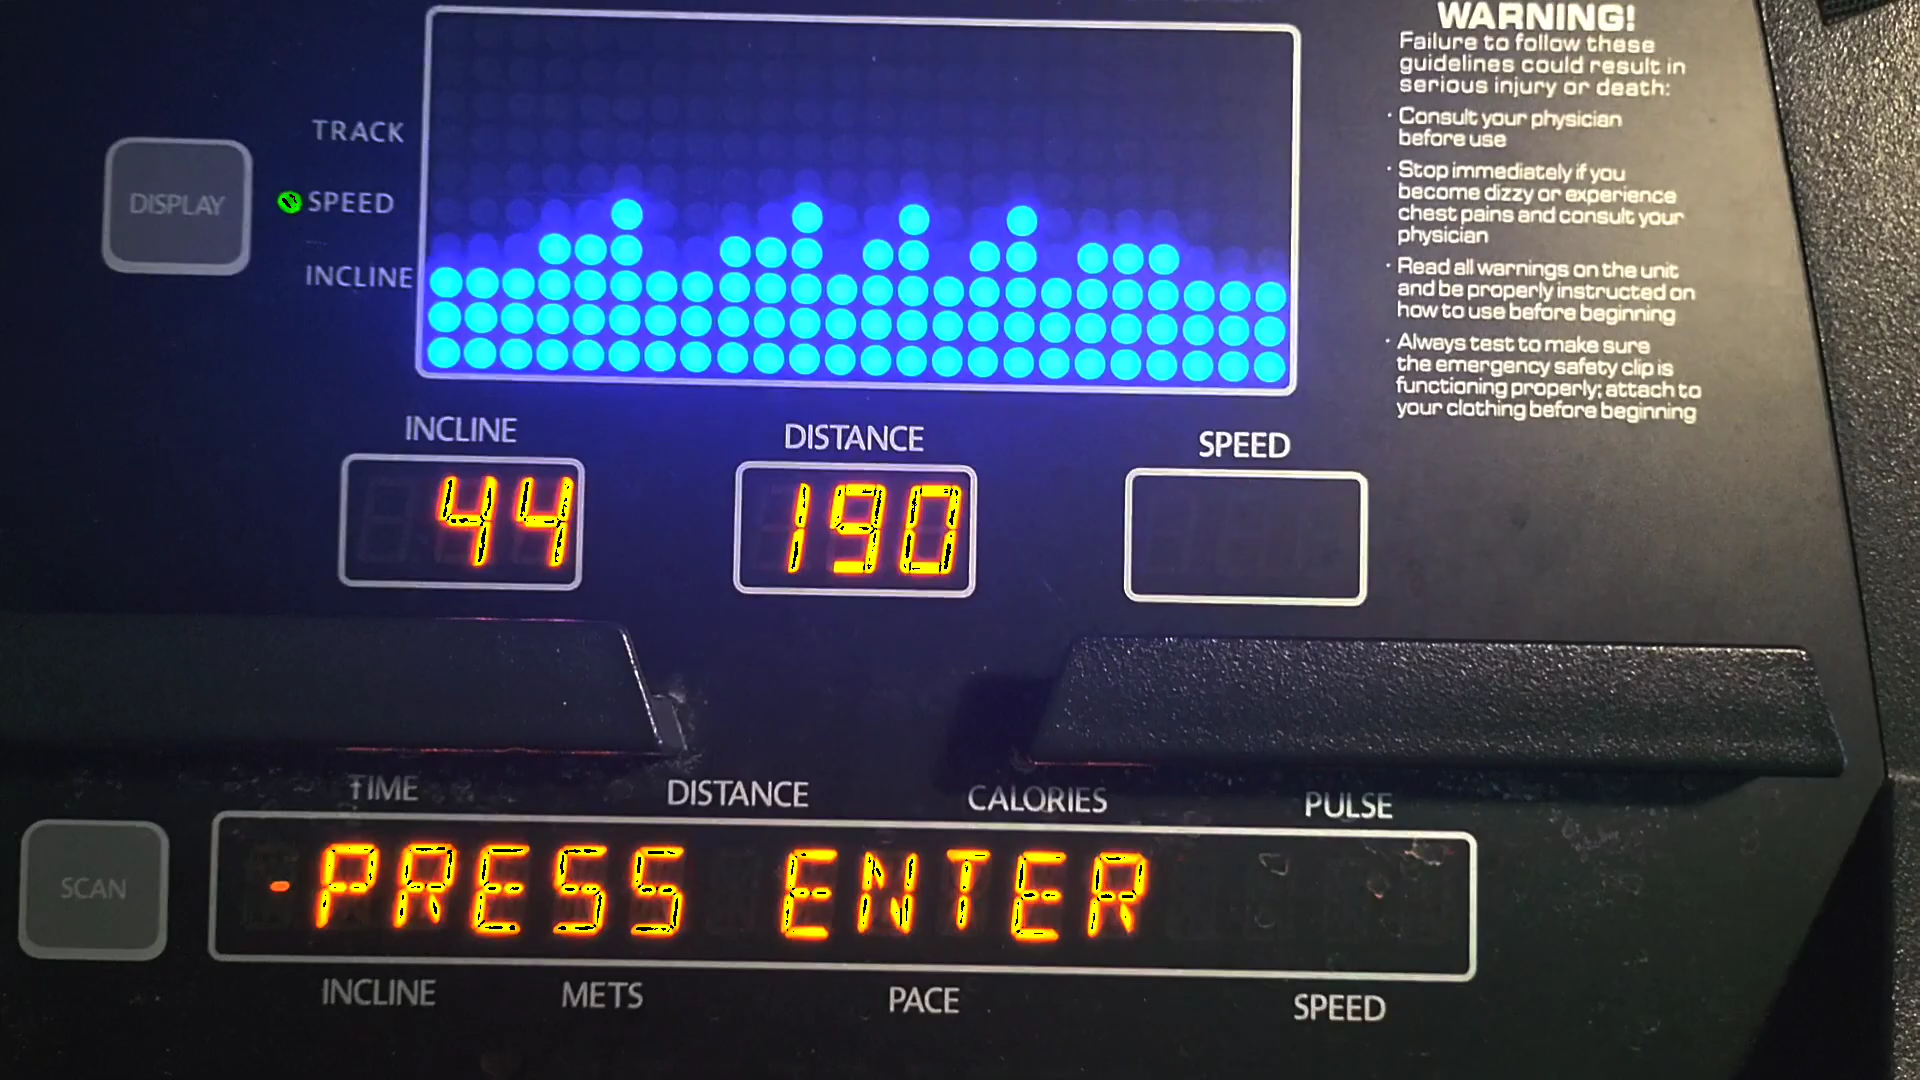 WARNING!
Failure to follow these
guidelines could result in
serious injury or death:
· Consult your physician
before use
· Stop immediately if you
become dizzy or experience
chest pains and consult your
physician
· Read all warnings on the unit
and be properly instructed on
how to use before beginning
· Always test to make sure
the emergency safety clip is
functioning properly; attach to
your clothing before beginning
TRACK
DISPLAY
SPEED
INCLINE
INCLINE DISTANCE SPEED
44 190
TIME DISTANCE CALORIES PULSE
SCAN
-PRESS ENTER
INCLINE METS PACE SPEED